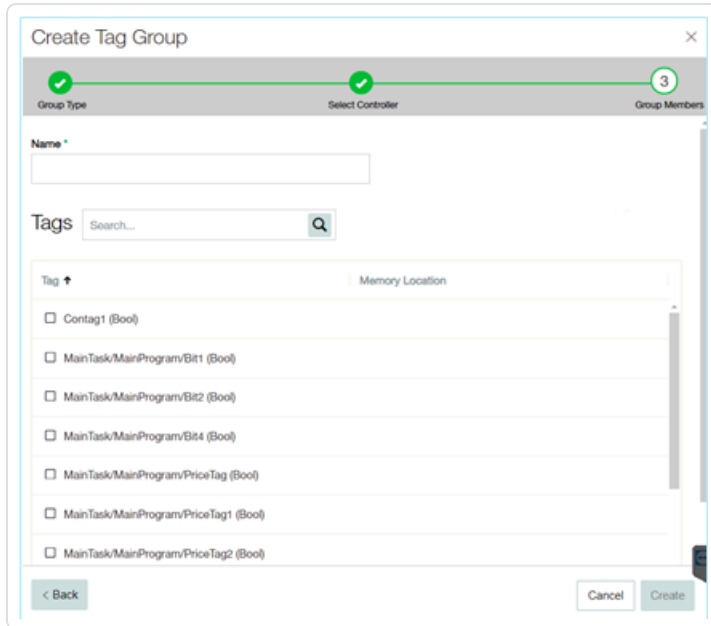 Create Tag Group
3
Group Type
Select Controller
Group Members
Name *
Tags
Search...
Tag
Memory Location
Contag1 (Bool)
MainTask/MainProgram/Bit1 (Bool)
MainTask/MainProgram/Bit2 (Bool)
MainTask/MainProgram/Bit4 (Bool)
MainTask/MainProgram/PriceTag (Bool)
MainTask/MainProgram/PriceTag1 (Bool)
MainTask/MainProgram/PriceTag2 (Bool)
< Back
Cancel
Create